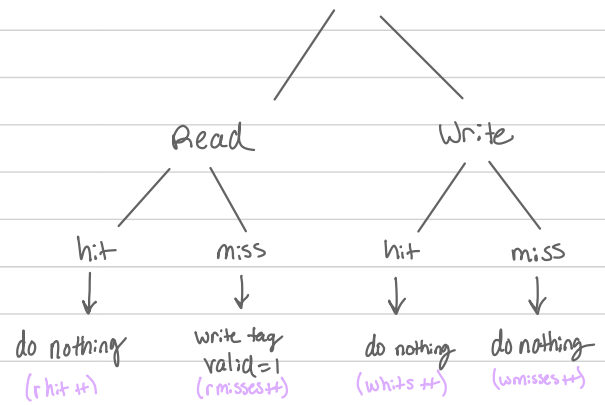 Read Write
hit miss hit miss
do nothing write tag do nothing do nothing
valid=1
(rhit ++) (rmisses++) (whits ++) (wmisses++)